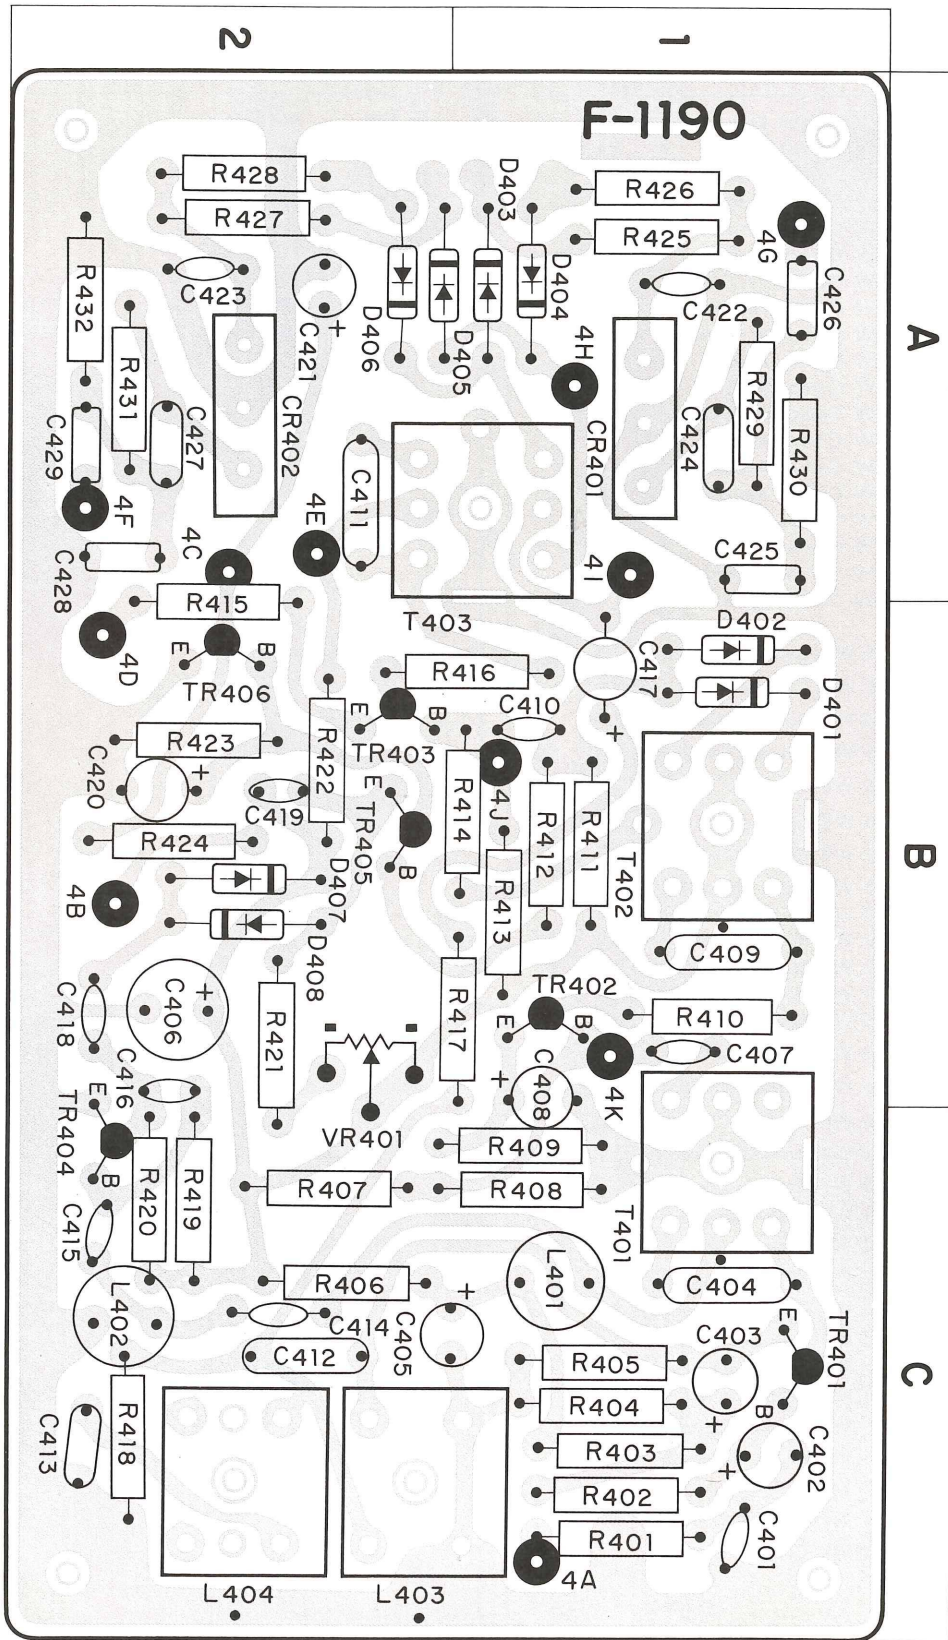 2
1
F-1190
R428
D403
R426
R427
R425
4G
R432
C423
C421
+
D406
D405
D404
C422
C426
A
4H
R431
CR402
CR401
R429
C424
R430
C429
C427
C411
4F
4E
4C
4I
C425
C428
R415
T403
D402
4D
E
B
TR406
R416
C417
+
D401
E
B
C410
R423
R422
TR403
C420
+
C419
E
TR405
B
R414
4J
R412
R411
T402
R424
D407
R413
B
4B
D408
C409
C418
C406
+
R421
R417
TR402
E
B
R410
C407
C416
E
TR404
B
VR401
+
C408
4K
R409
R420
R419
R407
R408
T401
C415
L402
R406
+
L401
C404
C414
C405
C403
+
E
TR401
B
C412
R405
C
R404
C413
R418
R403
+
C402
R402
R401
C401
4A
L404
L403